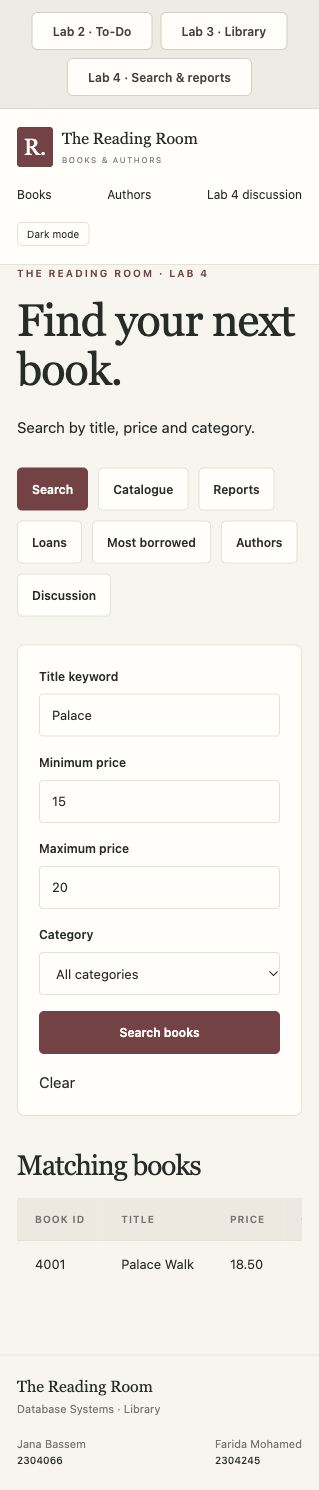 Lab 2 · To-Do
Lab 3 · Library
Lab 4 · Search & reports
R.
The Reading Room
BOOKS & AUTHORS
Books
Authors
Lab 4 discussion
Dark mode
THE READING ROOM · LAB 4
Find your next
book.
Search by title, price and category.
Search
Catalogue
Reports
Loans
Most borrowed
Authors
Discussion
Title keyword
Palace
Minimum price
15
Maximum price
20
Category
All categories
Search books
Clear
Matching books
BOOK ID TITLE PRICE
4001 Palace Walk 18.50
The Reading Room
Database Systems · Library
Jana Bassem Farida Mohamed
2304066 2304245